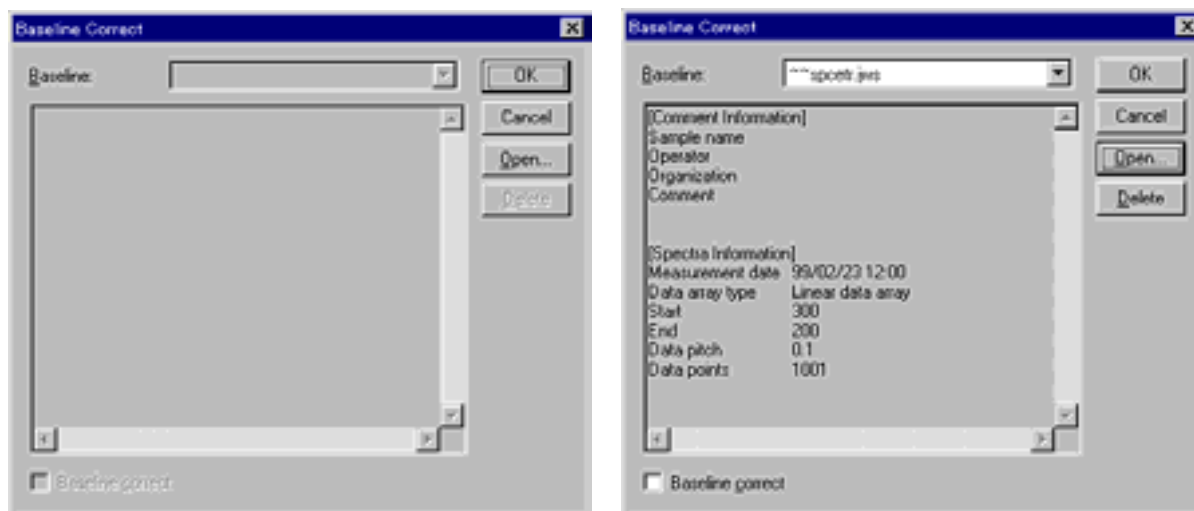 Baseline Correct
Baseline:
OK
Cancel
Open...
Delete
Baseline correct
Baseline Correct
Baseline: ~~spcetr.jws
OK
Cancel
Open...
Delete
[Comment Information]
Sample name
Operator
Organization
Comment
[Spectra Information]
Measurement date 99/02/23 12:00
Data array type Linear data array
Start 300
End 200
Data pitch 0.1
Data points 1001
Baseline correct